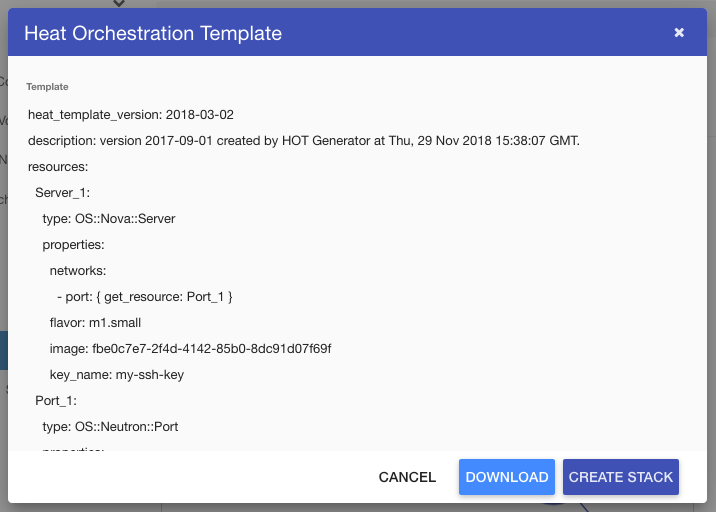 Heat Orchestration Template
Template
heat_template_version: 2018-03-02
description: version 2017-09-01 created by HOT Generator at Thu, 29 Nov 2018 15:38:07 GMT.
resources:
Server_1:
type: OS::Nova::Server
properties:
networks:
- port: { get_resource: Port_1 }
flavor: m1.small
image: fbe0c7e7-2f4d-4142-85b0-8dc91d07f69f
key_name: my-ssh-key
Port_1:
type: OS::Neutron::Port
CANCEL DOWNLOAD CREATE STACK